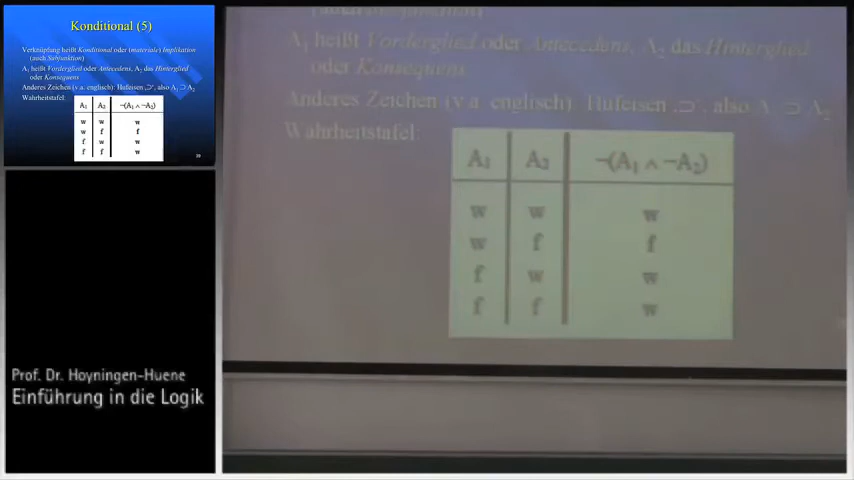 Konditional (5)
Verknüpfung heißt Konditional oder (materiale) Implikation
(auch Subjunktion)
A1 heißt Vorderglied oder Antecedens, A2 das Hinterglied
oder Konsequens
Anderes Zeichen (v.a. englisch): Hufeisen ‚⊃‘, also A1 ⊃ A2
Wahrheitstafel:
A1 A2 ¬(A1 ∧ ¬A2)
w w w
w f f
f w w
f f w
39
Prof. Dr. Hoyningen-Huene
Einführung in die Logik
(auch Subjunktion)
A1 heißt Vorderglied oder Antecedens, A2 das Hinterglied
oder Konsequens
Anderes Zeichen (v.a. englisch): Hufeisen ‚⊃‘, also A1 ⊃ A2
Wahrheitstafel:
A1 A2 ¬(A1 ∧ ¬A2)
w w w
w f f
f w w
f f w